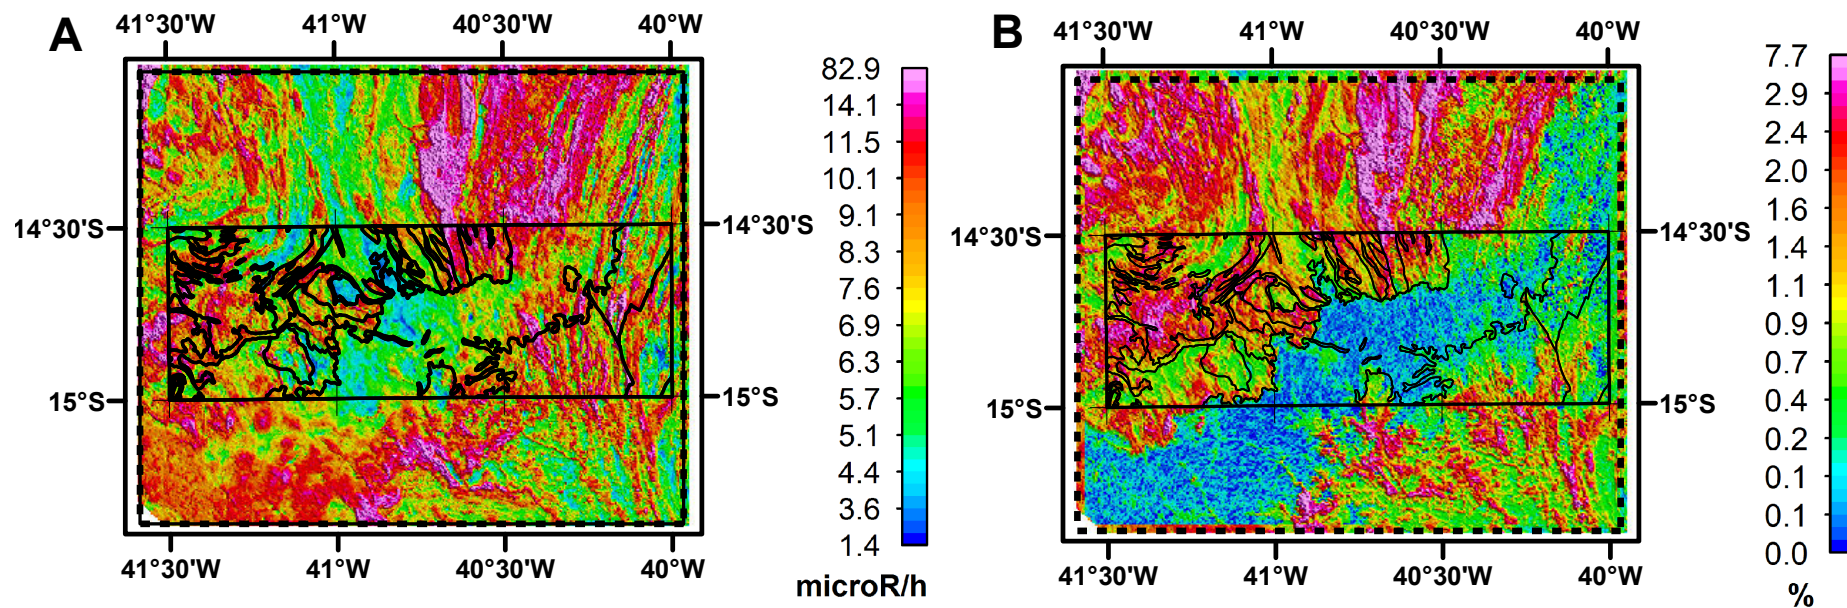 A
41°30'W 41°W 40°30'W 40°W
14°30'S
15°S
14°30'S
15°S
41°30'W 41°W 40°30'W 40°W
82.9
14.1
11.5
10.1
9.1
8.3
7.6
6.9
6.3
5.7
5.1
4.4
3.6
1.4
microR/h
B
41°30'W 41°W 40°30'W 40°W
14°30'S
15°S
14°30'S
15°S
41°30'W 41°W 40°30'W 40°W
7.7
2.9
2.4
2.0
1.6
1.4
1.1
0.9
0.7
0.4
0.2
0.1
0.1
0.0
%